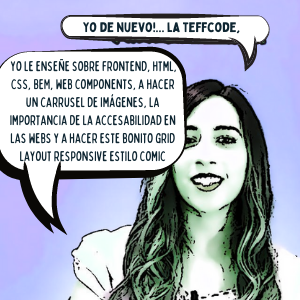 YO DE NUEVO!... LA TEFFCODE,
YO LE ENSEÑE SOBRE FRONTEND, HTML,
CSS, BEM, WEB COMPONENTS, A HACER
UN CARRUSEL DE IMÁGENES, LA
IMPORTANCIA DE LA ACCESABILIDAD EN
LAS WEBS Y A HACER ESTE BONITO GRID
LAYOUT RESPONSIVE ESTILO COMIC